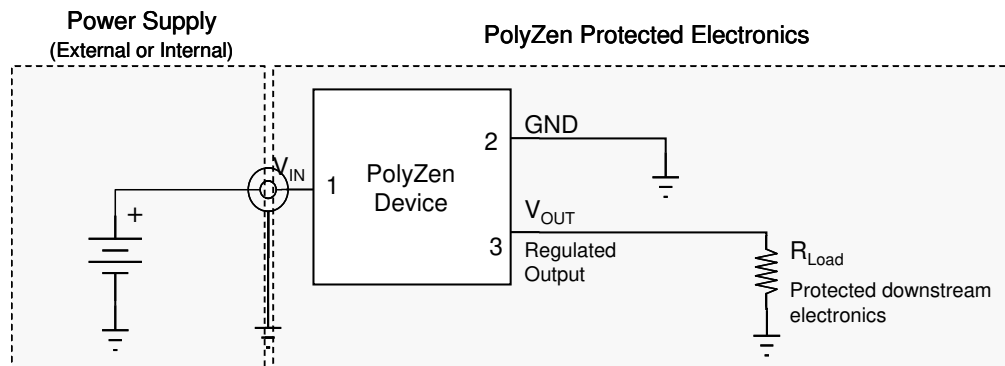 Power Supply
(External or Internal)
PolyZen Protected Electronics
2
GND
VIN
1
PolyZen
Device
+
VOUT
3
Regulated
Output
RLoad
Protected downstream
electronics